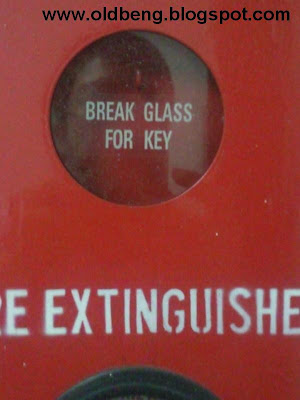 www.oldbeng.blogspot.com
BREAK GLASS
FOR KEY
RE EXTINGUISHE